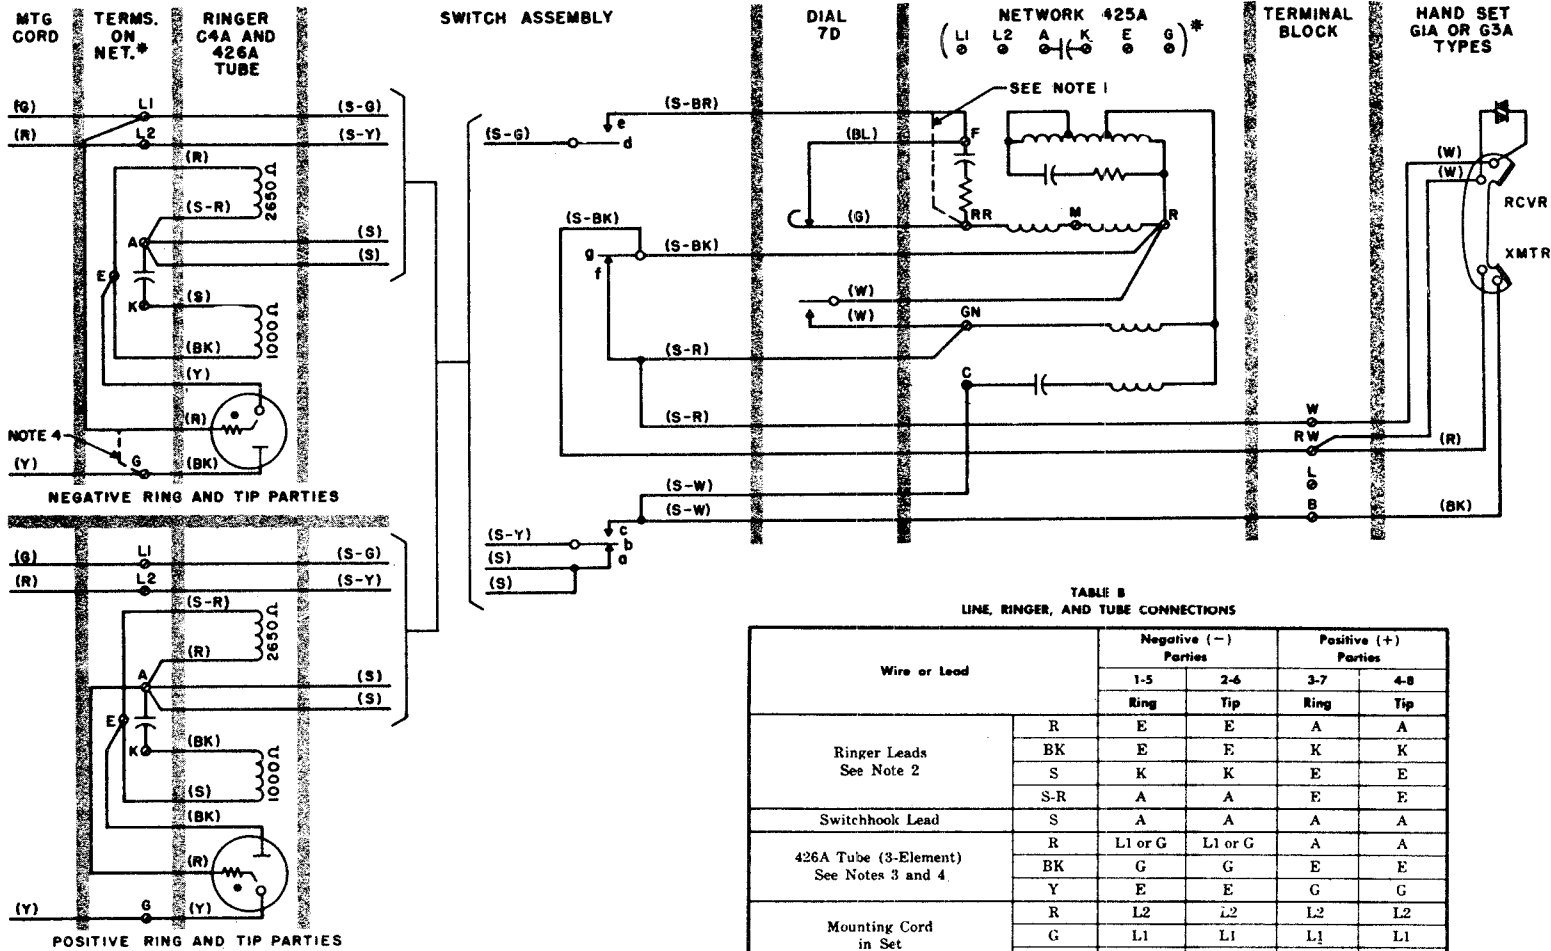 MTG CORD
TERMS. ON NET.*
RINGER C4A AND 426A TUBE
SWITCH ASSEMBLY
DIAL 7D
NETWORK 425A
(L1 L2 A K E G)*
TERMINAL BLOCK
HAND SET G1A OR G3A TYPES
(G)
L1
(S-G)
(R)
L2
(S-Y)
(R)
2650 Ω
(S-R)
A
(S)
(S)
E
K
(S)
1000 Ω
(BK)
(Y)
(R)
NOTE 4
(Y)
G
(BK)
NEGATIVE RING AND TIP PARTIES
(G)
L1
(S-G)
(R)
L2
(S-Y)
(S-R)
2650 Ω
(R)
A
(S)
(S)
E
K
(BK)
1000 Ω
(S)
(BK)
(R)
(Y)
G
(Y)
POSITIVE RING AND TIP PARTIES
(S-G)
e
d
(S-BR)
SEE NOTE 1
(BL)
F
(G)
RR
M
R
(S-BK)
g
f
(S-BK)
(W)
(W)
GN
(S-R)
C
(S-R)
(S-W)
(S-W)
(S-Y)
c
b
a
(S)
(S)
W
RW
L
B
(W)
(W)
RCVR
XMTR
(R)
(BK)
TABLE B
LINE, RINGER, AND TUBE CONNECTIONS
Wire or Lead
Negative (−) Parties
Positive (+) Parties
1-5 2-6 3-7 4-8
Ring Tip Ring Tip
Ringer Leads See Note 2
R E E A A
BK E E K K
S K K E E
S-R A A E E
Switchhook Lead S A A A A
426A Tube (3-Element) See Notes 3 and 4
R L1 or G L1 or G A A
BK G G E E
Y E E G G
Mounting Cord in Set
R L2 L2 L2 L2
G L1 L1 L1 L1